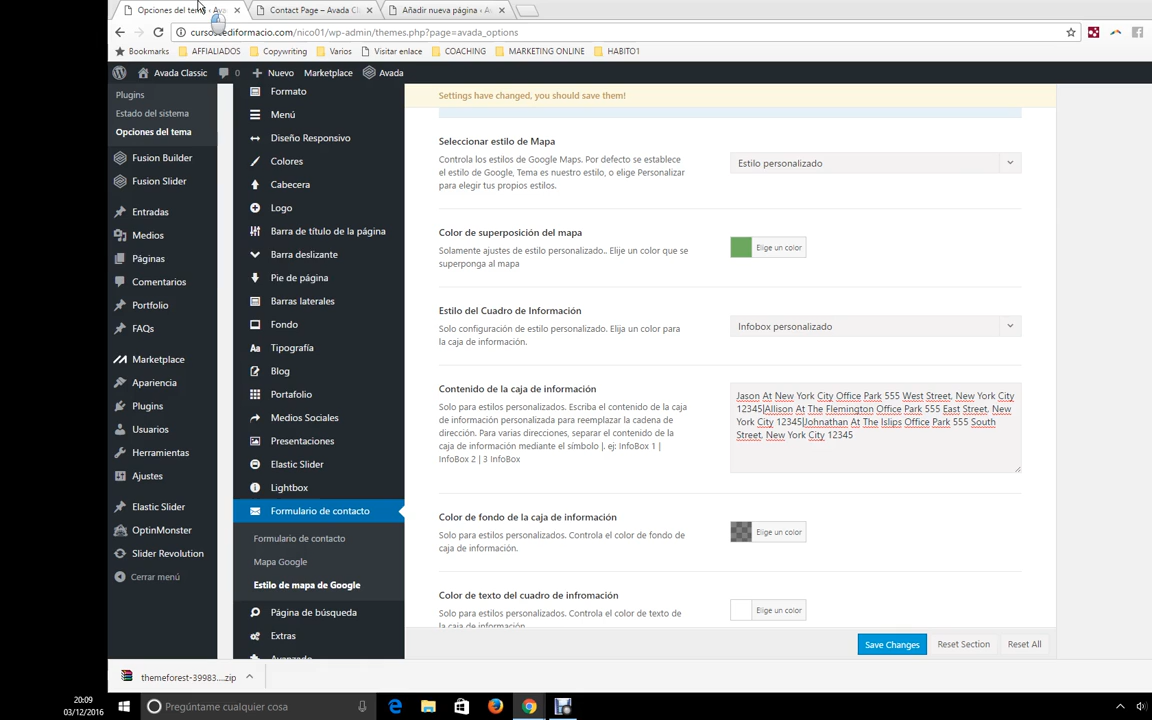 Opciones del tem
Ava
Contact Page – Avada Cla
Añadir nueva página ‹ Av
cursosrediformacio.com/nico01/wp-admin/themes.php?page=avada_options
Bookmarks
AFFIALIADOS
Copywriting
Varios
Visitar enlace
COACHING
MARKETING ONLINE
HABITO1
Avada Classic
0
Nuevo
Marketplace
Avada
Plugins
Estado del sistema
Opciones del tema
Fusion Builder
Fusion Slider
Entradas
Medios
Páginas
Comentarios
Portfolio
FAQs
Marketplace
Apariencia
Plugins
Usuarios
Herramientas
Ajustes
Elastic Slider
OptinMonster
Slider Revolution
Cerrar menú
Formato
Menú
Diseño Responsivo
Colores
Cabecera
Logo
Barra de título de la página
Barra deslizante
Pie de página
Barras laterales
Fondo
Tipografía
Blog
Portafolio
Medios Sociales
Presentaciones
Elastic Slider
Lightbox
Formulario de contacto
Formulario de contacto
Mapa Google
Estilo de mapa de Google
Página de búsqueda
Extras
Avanzado
Settings have changed, you should save them!
Seleccionar estilo de Mapa
Controla los estilos de Google Maps. Por defecto se establece
el estilo de Google, Tema es nuestro estilo, o elige Personalizar
para elegir tus propios estilos.
Estilo personalizado
Color de superposición del mapa
Solamente ajustes de estilo personalizado.. Elije un color que se
superponga al mapa
Elige un color
Estilo del Cuadro de Información
Solo configuración de estilo personalizado. Elija un color para
la caja de información.
Infobox personalizado
Contenido de la caja de información
Solo para estilos personalizados. Escriba el contenido de la caja
de información personalizada para reemplazar la cadena de
dirección. Para varias direcciones, separar el contenido de la
caja de información mediante el símbolo |. ej: InfoBox 1 |
InfoBox 2 | 3 InfoBox
Jason At New York City Office Park 555 West Street, New York City
12345|Allison At The Flemington Office Park 555 East Street, New
York City 12345|Johnathan At The Islips Office Park 555 South
Street, New York City 12345
Color de fondo de la caja de información
Solo para estilos personalizados. Controla el color de fondo de
caja de información.
Elige un color
Color de texto del cuadro de infromación
Solo para estilos personalizados. Controla el color de texto de
la caja de información.
Elige un color
Save Changes
Reset Section
Reset All
themeforest-39983....zip
20:09
03/12/2016
Pregúntame cualquier cosa